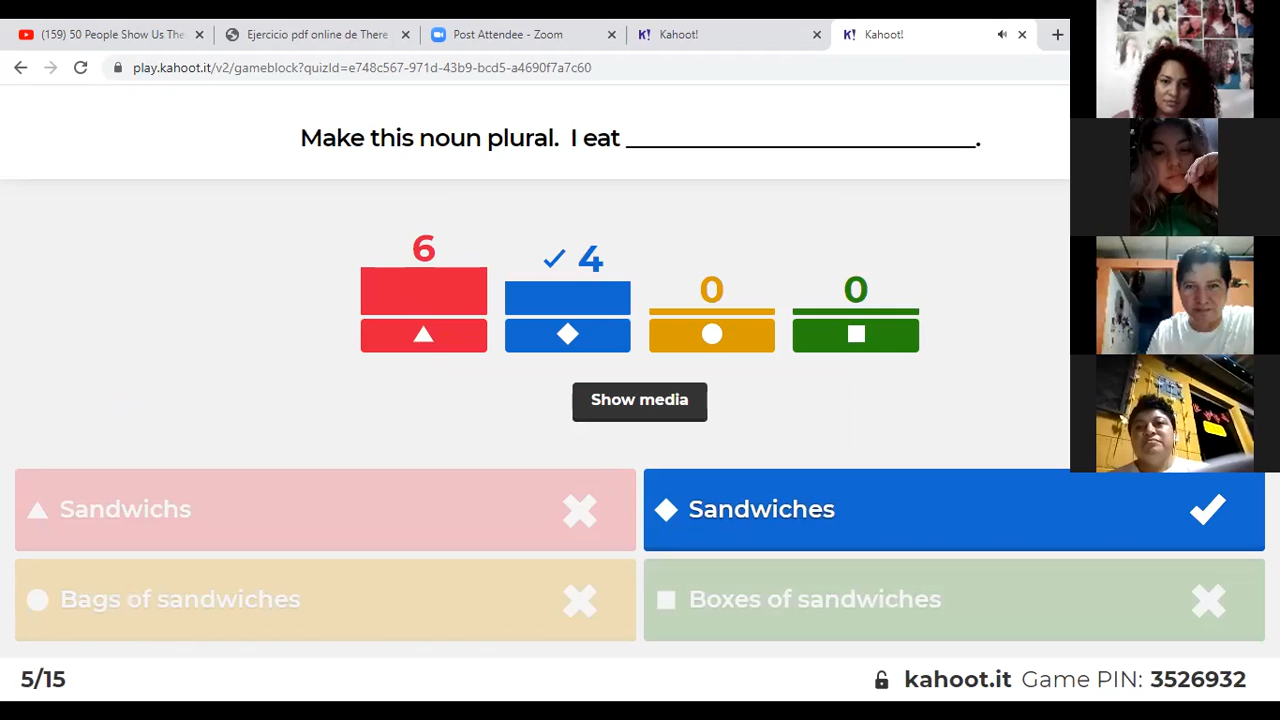 (159) 50 People Show Us The
Ejercicio pdf online de There
Post Attendee - Zoom
Kahoot!
Kahoot!
play.kahoot.it/v2/gameblock?quizId=e748c567-971d-43b9-bcd5-a4690f7a7c60
Make this noun plural. I eat ___________________________.
6
4
0
0
Show media
Sandwichs
Sandwiches
Bags of sandwiches
Boxes of sandwiches
5/15
kahoot.it Game PIN: 3526932